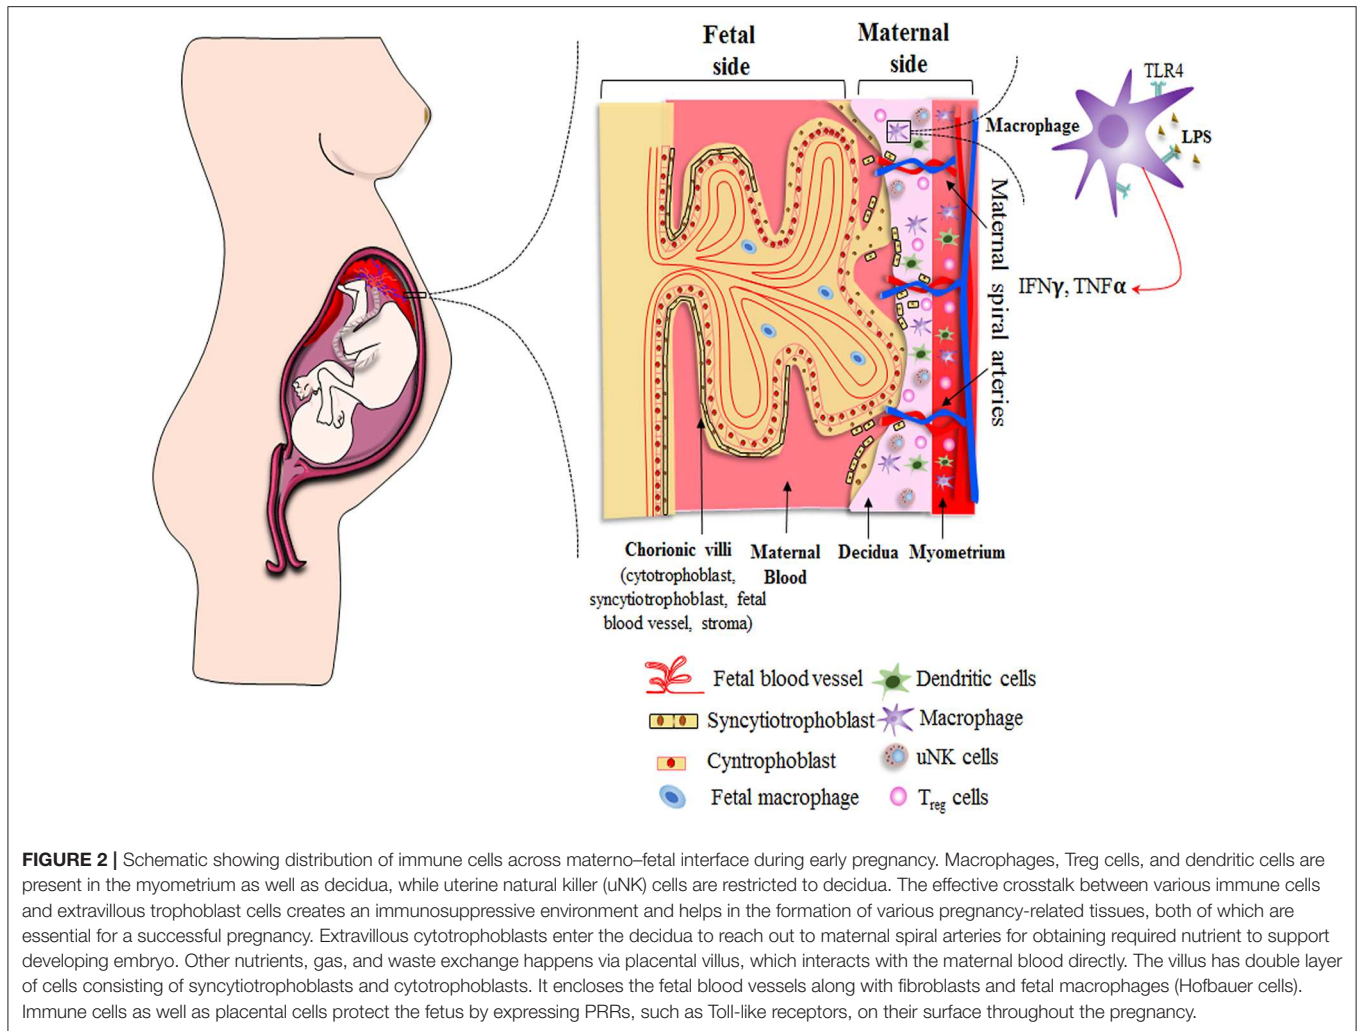 Fetal
side
Maternal
side
TLR4
Macrophage
LPS
Maternal spiral arteries
IFNγ, TNFα
Chorionic villi
(cytotrophoblast,
syncytiotrophoblast, fetal
blood vessel, stroma)
Maternal
Blood
Decidua
Myometrium
Fetal blood vessel
Dendritic cells
Syncytiotrophoblast
Macrophage
Cyntrophoblast
uNK cells
Fetal macrophage
Treg cells
FIGURE 2 | Schematic showing distribution of immune cells across materno–fetal interface during early pregnancy. Macrophages, Treg cells, and dendritic cells are
present in the myometrium as well as decidua, while uterine natural killer (uNK) cells are restricted to decidua. The effective crosstalk between various immune cells
and extravillous trophoblast cells creates an immunosuppressive environment and helps in the formation of various pregnancy-related tissues, both of which are
essential for a successful pregnancy. Extravillous cytotrophoblasts enter the decidua to reach out to maternal spiral arteries for obtaining required nutrient to support
developing embryo. Other nutrients, gas, and waste exchange happens via placental villus, which interacts with the maternal blood directly. The villus has double layer
of cells consisting of syncytiotrophoblasts and cytotrophoblasts. It encloses the fetal blood vessels along with fibroblasts and fetal macrophages (Hofbauer cells).
Immune cells as well as placental cells protect the fetus by expressing PRRs, such as Toll-like receptors, on their surface throughout the pregnancy.